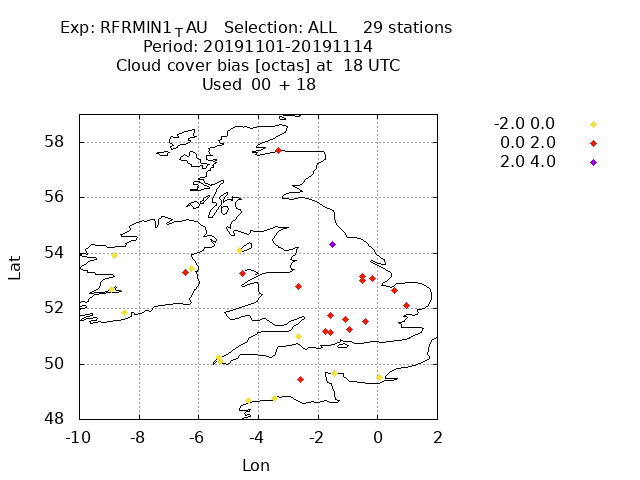 Exp: RFRMIN1TAU Selection: ALL 29 stations
Period: 20191101-20191114
Cloud cover bias [octas] at 18 UTC
Used 00 + 18
-2.0 0.0
0.0 2.0
2.0 4.0
58
56
54
52
50
48
Lat
-10 -8 -6 -4 -2 0 2
Lon